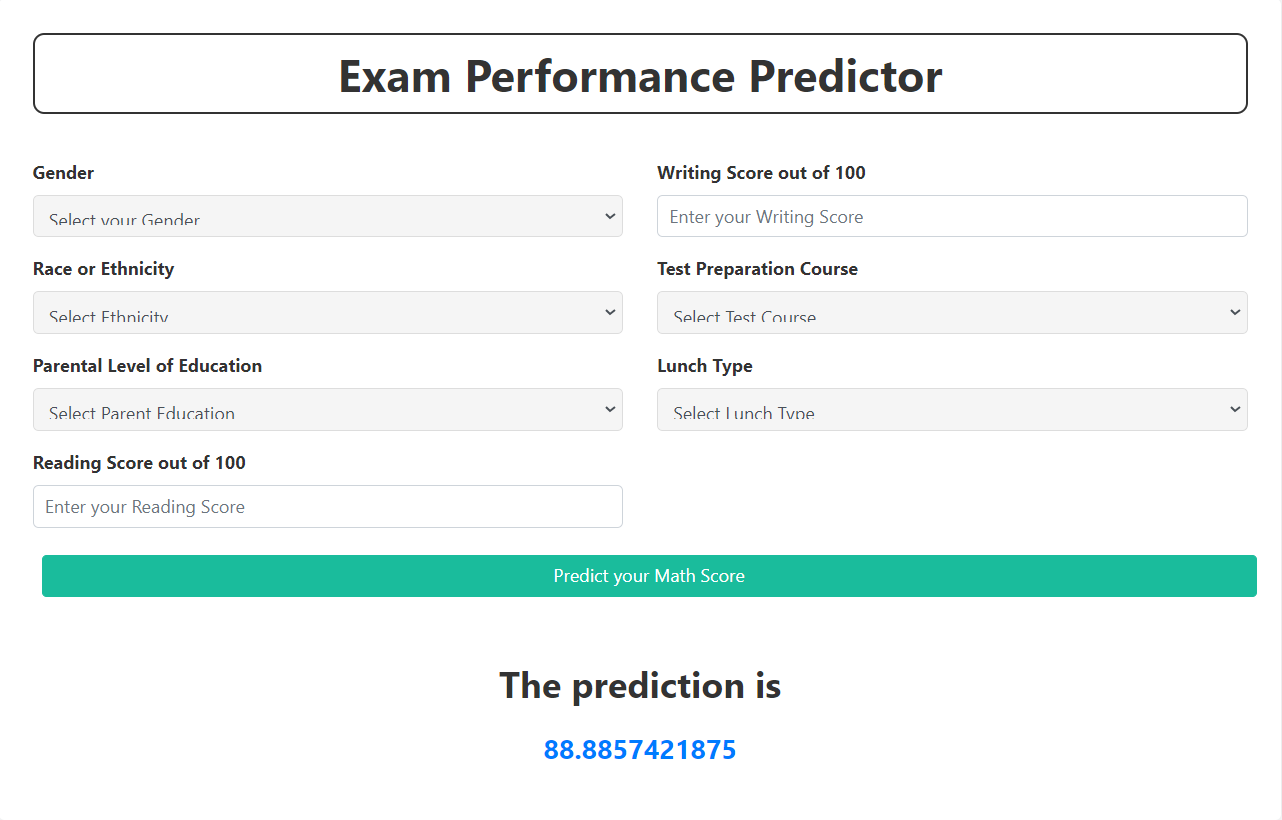 Exam Performance Predictor
Gender
Select your Gender
Writing Score out of 100
Enter your Writing Score
Race or Ethnicity
Select Ethnicity
Test Preparation Course
Select Test Course
Parental Level of Education
Select Parent Education
Lunch Type
Select Lunch Type
Reading Score out of 100
Enter your Reading Score
Predict your Math Score
The prediction is
88.8857421875